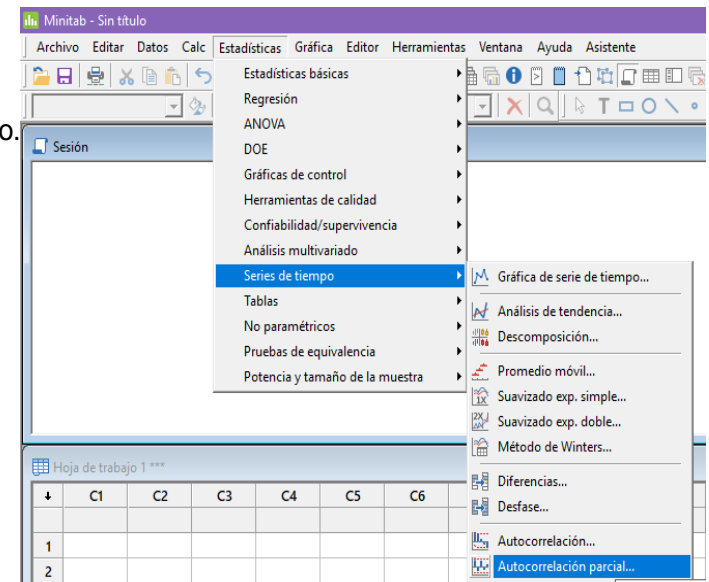 Minitab - Sin título
Archivo Editar Datos Calc Estadísticas Gráfica Editor Herramientas Ventana Ayuda Asistente
o.
Sesión
Estadísticas básicas
Regresión
ANOVA
DOE
Gráficas de control
Herramientas de calidad
Confiabilidad/supervivencia
Análisis multivariado
Series de tiempo
Tablas
No paramétricos
Pruebas de equivalencia
Potencia y tamaño de la muestra
Gráfica de serie de tiempo...
Análisis de tendencia...
Descomposición...
Promedio móvil...
Suavizado exp. simple...
Suavizado exp. doble...
Método de Winters...
Diferencias...
Desfase...
Autocorrelación...
Autocorrelación parcial...
Hoja de trabajo 1 ***
C1 C2 C3 C4 C5 C6
1
2